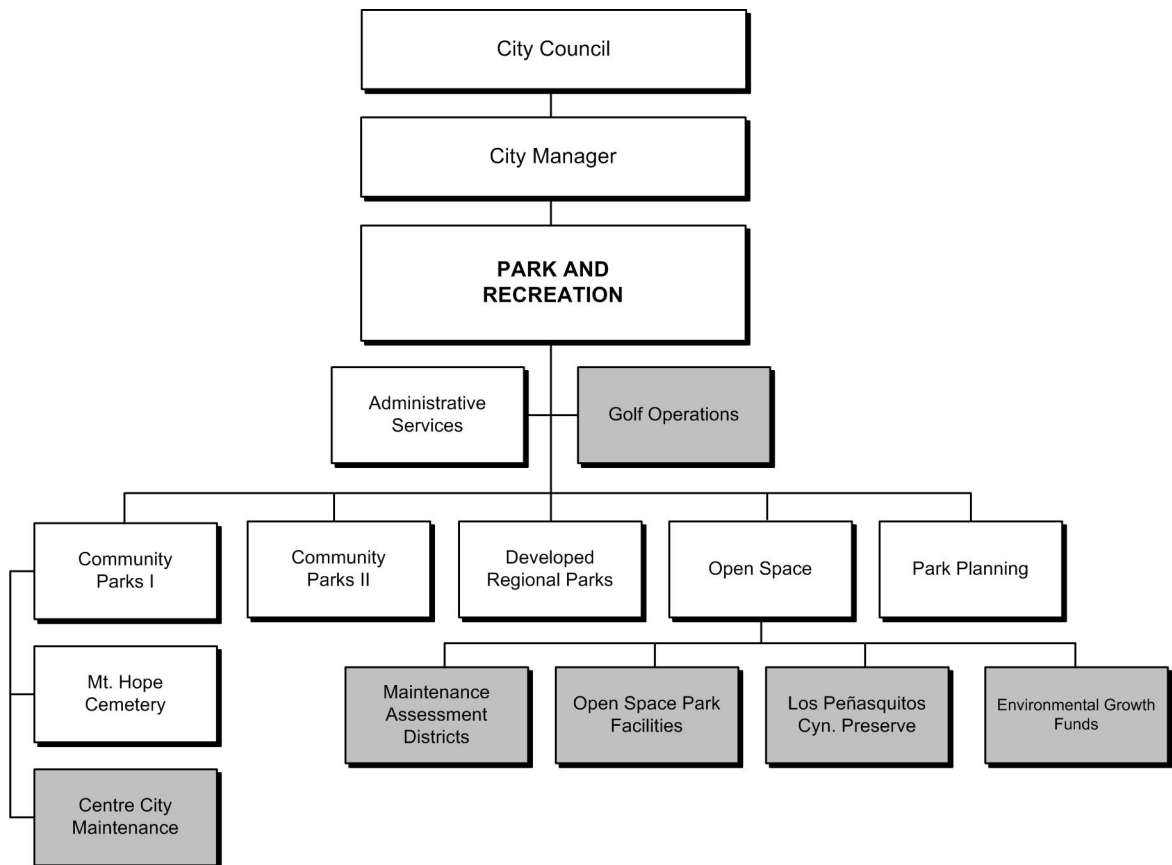 City Council
City Manager
PARK AND
RECREATION
Administrative
Services
Golf Operations
Community
Parks I
Community
Parks II
Developed
Regional Parks
Open Space
Park Planning
Mt. Hope
Cemetery
Centre City
Maintenance
Maintenance
Assessment
Districts
Open Space Park
Facilities
Los Peñasquitos
Cyn. Preserve
Environmental Growth
Funds